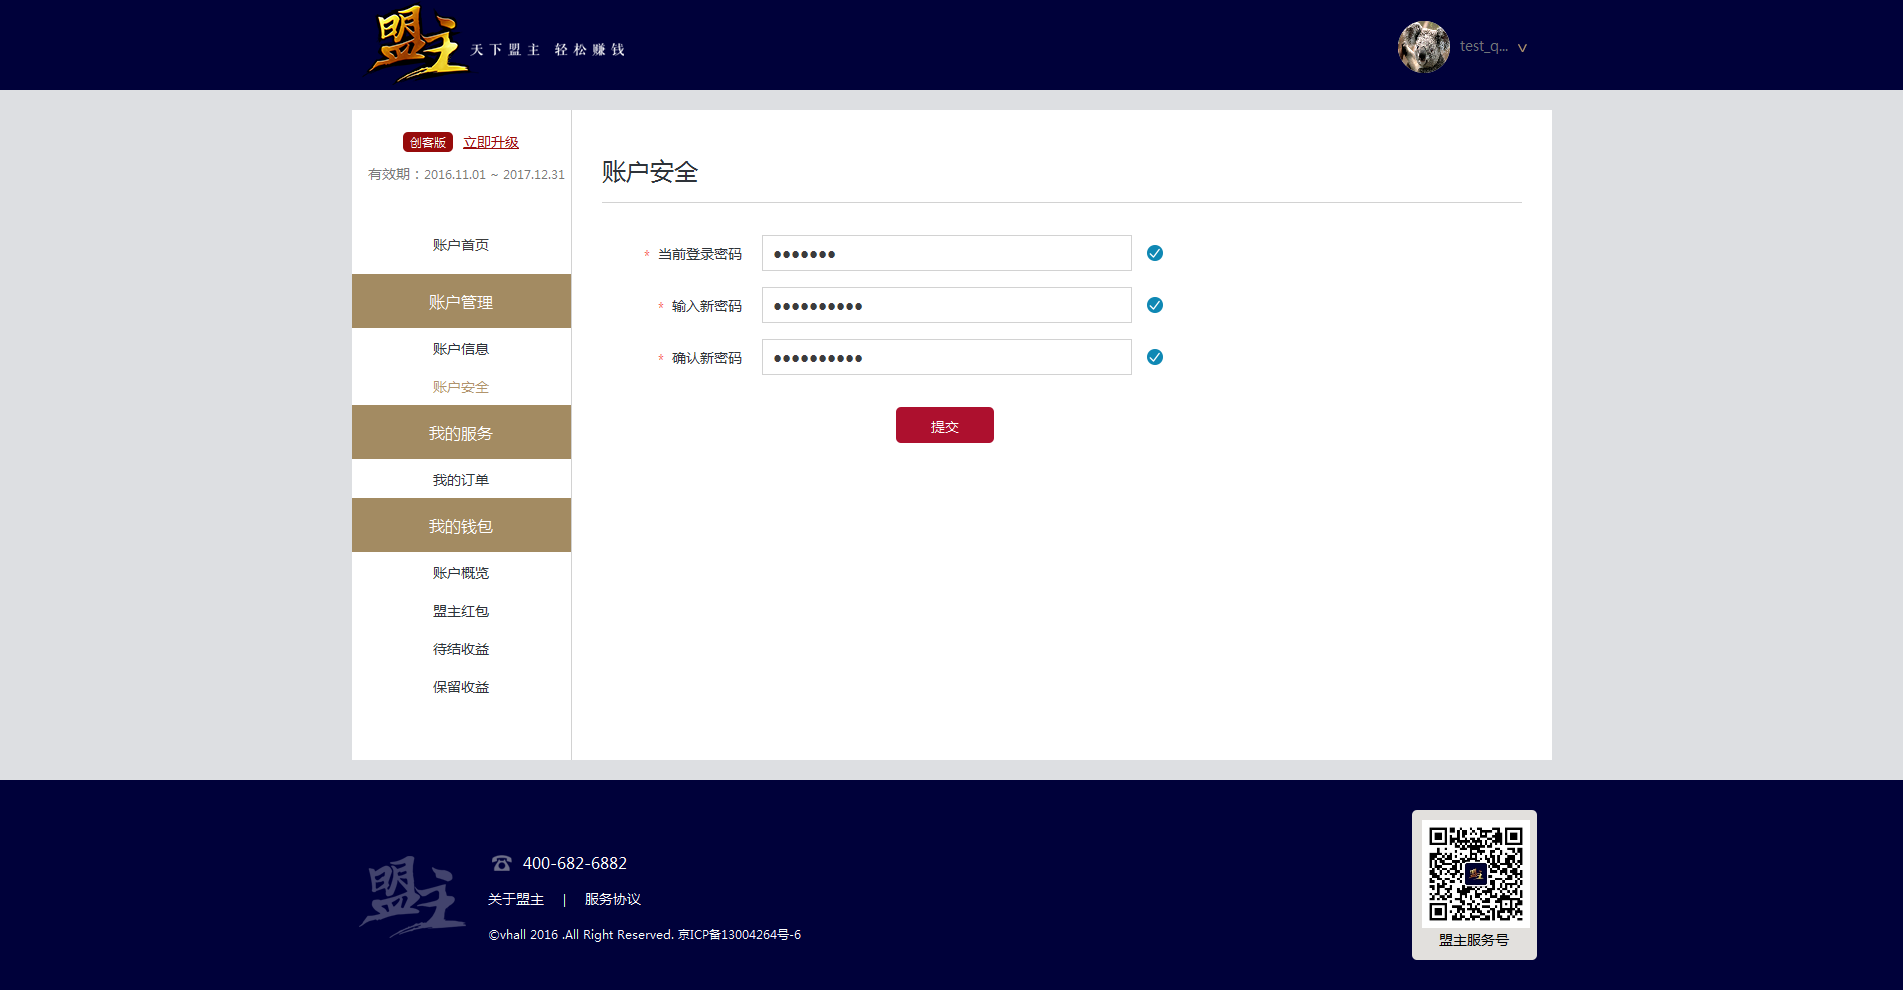 盟主 天下盟主 轻松赚钱
test_q...
创客版 立即升级
有效期：2016.11.01 ~ 2017.12.31
账户首页
账户管理
账户信息
账户安全
我的服务
我的订单
我的钱包
账户概览
盟主红包
待结收益
保留收益
账户安全
* 当前登录密码 ●●●●●●●
* 输入新密码 ●●●●●●●●●●
* 确认新密码 ●●●●●●●●●●
提交
盟主
400-682-6882
关于盟主 | 服务协议
©vhall 2016 .All Right Reserved. 京ICP备13004264号-6
盟主
盟主服务号